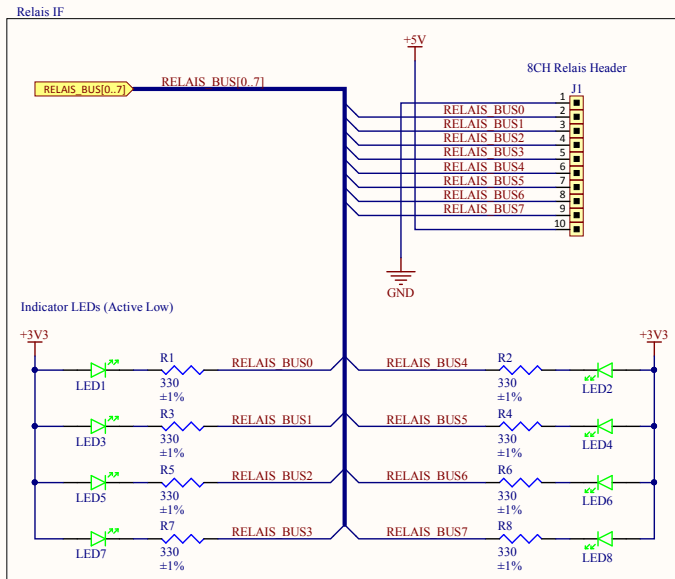 Relais IF
+5V
8CH Relais Header
RELAIS_BUS[0..7]
RELAIS_BUS[0..7]
J1
1
RELAIS_BUS0 2
RELAIS_BUS1 3
RELAIS_BUS2 4
RELAIS_BUS3 5
RELAIS_BUS4 6
RELAIS_BUS5 7
RELAIS_BUS6 8
RELAIS_BUS7 9
10
GND
Indicator LEDs (Active Low)
+3V3
+3V3
R1 RELAIS_BUS0 RELAIS_BUS4 R2
LED1 330 330 LED2
±1% ±1%
R3 RELAIS_BUS1 RELAIS_BUS5 R4
LED3 330 330 LED4
±1% ±1%
R5 RELAIS_BUS2 RELAIS_BUS6 R6
LED5 330 330 LED6
±1% ±1%
R7 RELAIS_BUS3 RELAIS_BUS7 R8
LED7 330 330 LED8
±1% ±1%